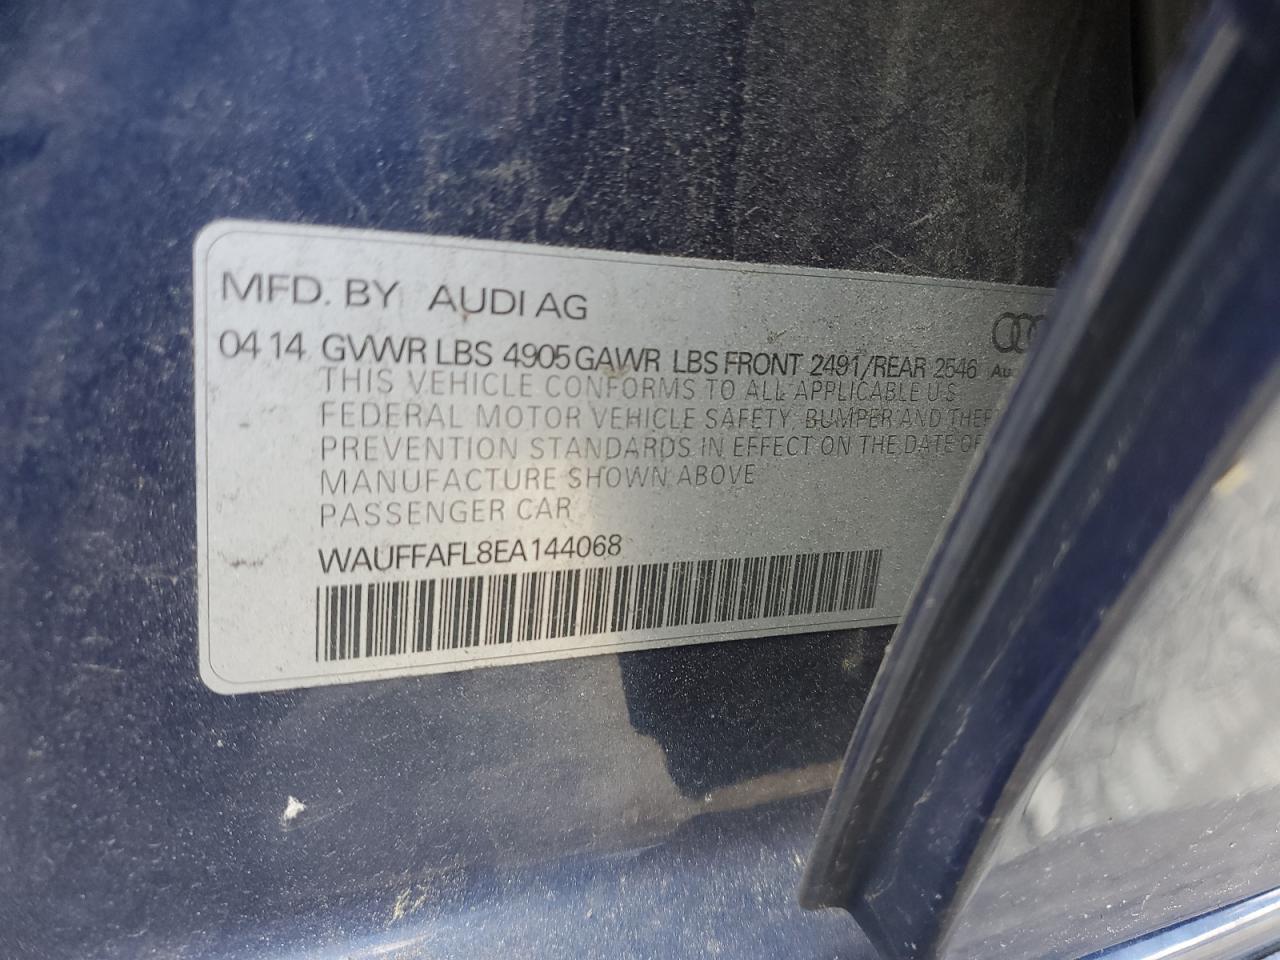 MFD. BY AUDI AG
04 14 GVWR LBS 4905 GAWR LBS FRONT 2491/REAR 2546
THIS VEHICLE CONFORMS TO ALL APPLICABLE U.S
FEDERAL MOTOR VEHICLE SAFETY, BUMPER AND THEFT
PREVENTION STANDARDS IN EFFECT ON THE DATE OF
MANUFACTURE SHOWN ABOVE
PASSENGER CAR
WAUFFAFL8EA144068